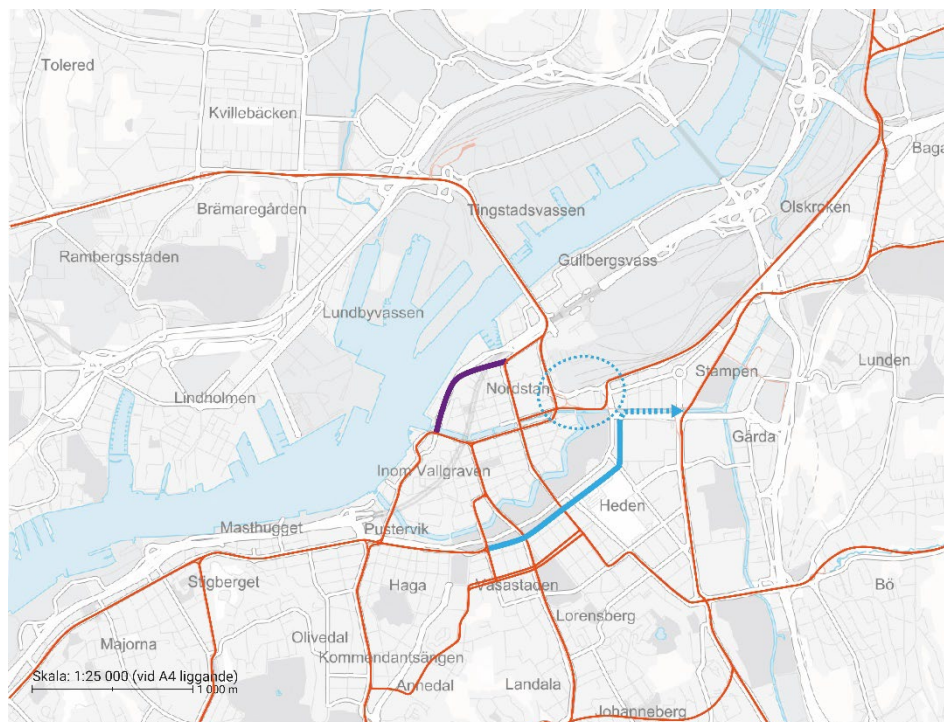 Tolered
Kvillebäcken
Baga
Brämaregården
Tingstadsvassen
Olskroken
Rambergsstaden
Gullbergsvass
Lundbyvassen
Lunden
Stampen
Nordstan
Lindholmen
Gårda
Inom Vallgraven
Heden
Masthugget
Pustervik
Stigberget
Haga
Vasastaden
Bö
Lorensberg
Majorna
Olivedal
Kommendantsängen
Skala: 1:25 000 (vid A4 liggande)
Annedal
Landala
1 000 m
Johanneberg